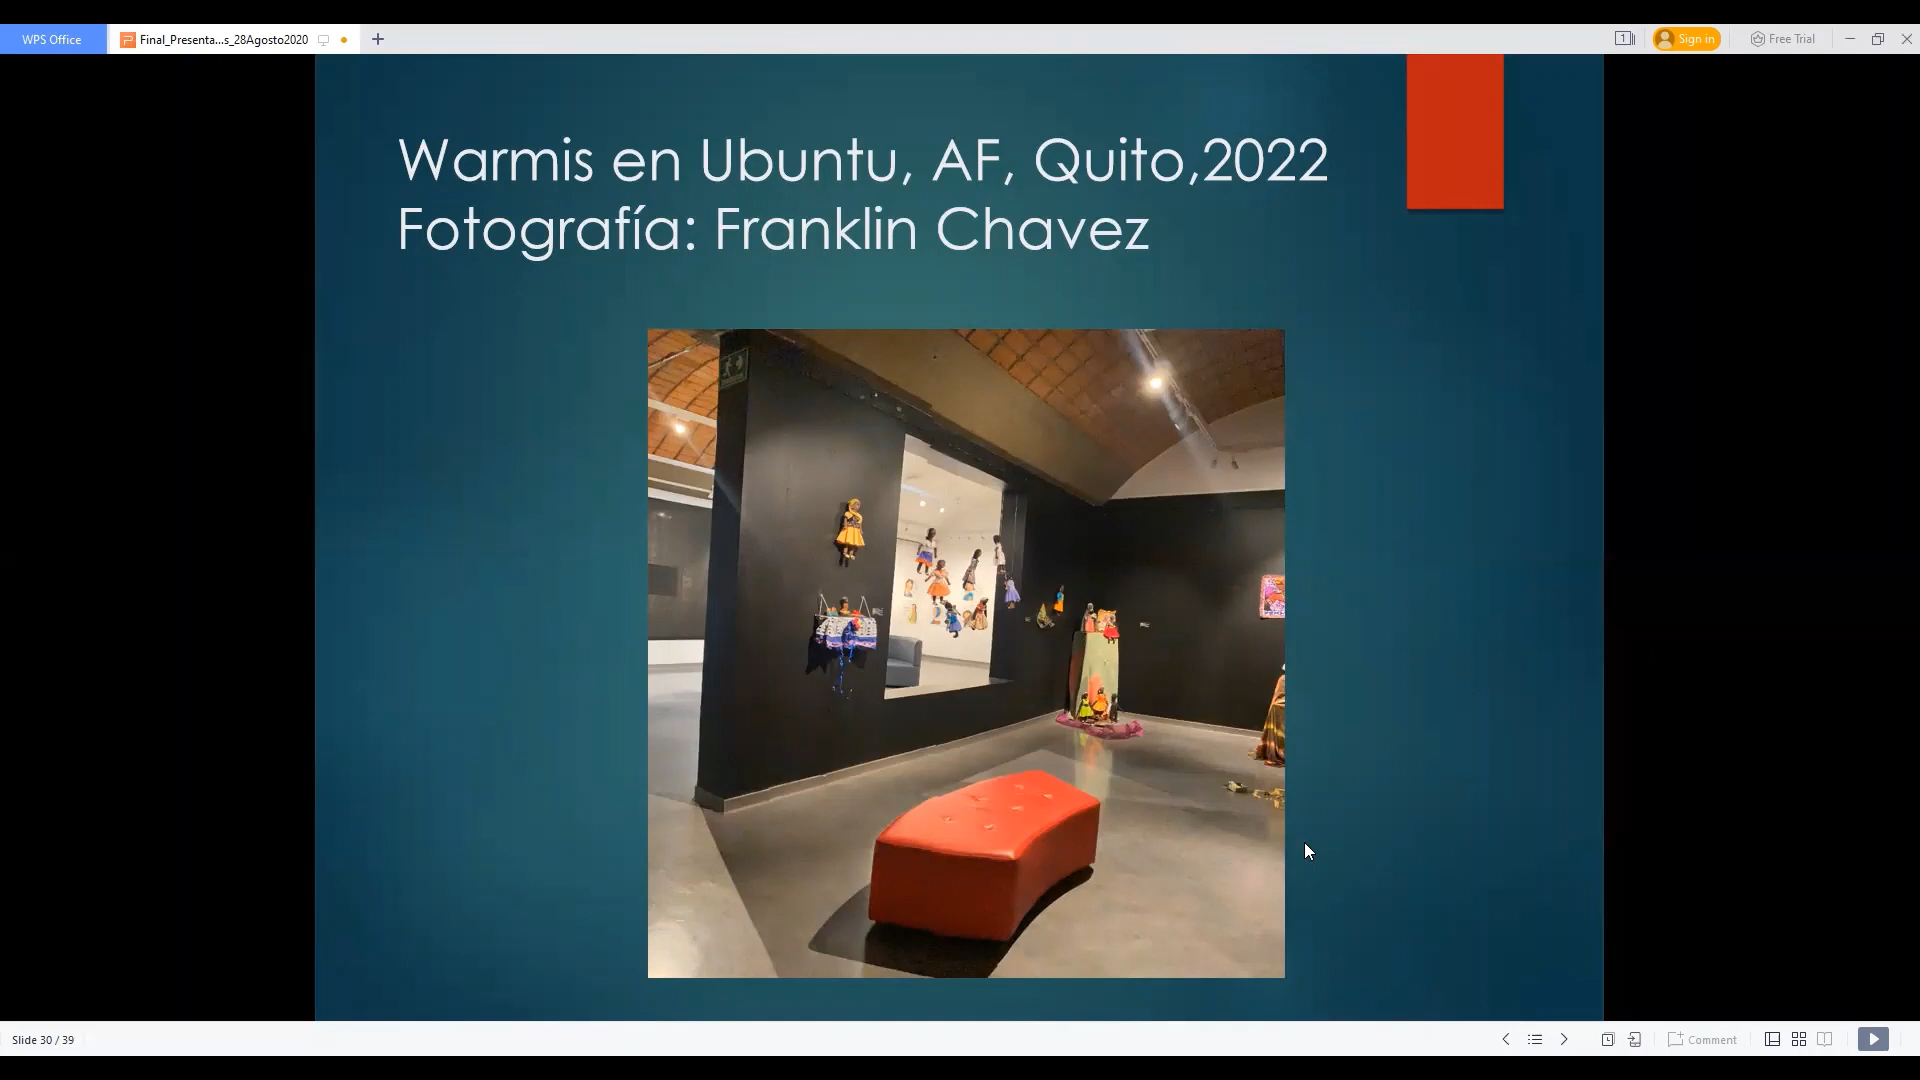 WPS Office
Final_Presenta...s_28Agosto2020
1
Sign in
Free Trial
Warmis en Ubuntu, AF, Quito,2022
Fotografía: Franklin Chavez
Slide 30 / 39
Comment